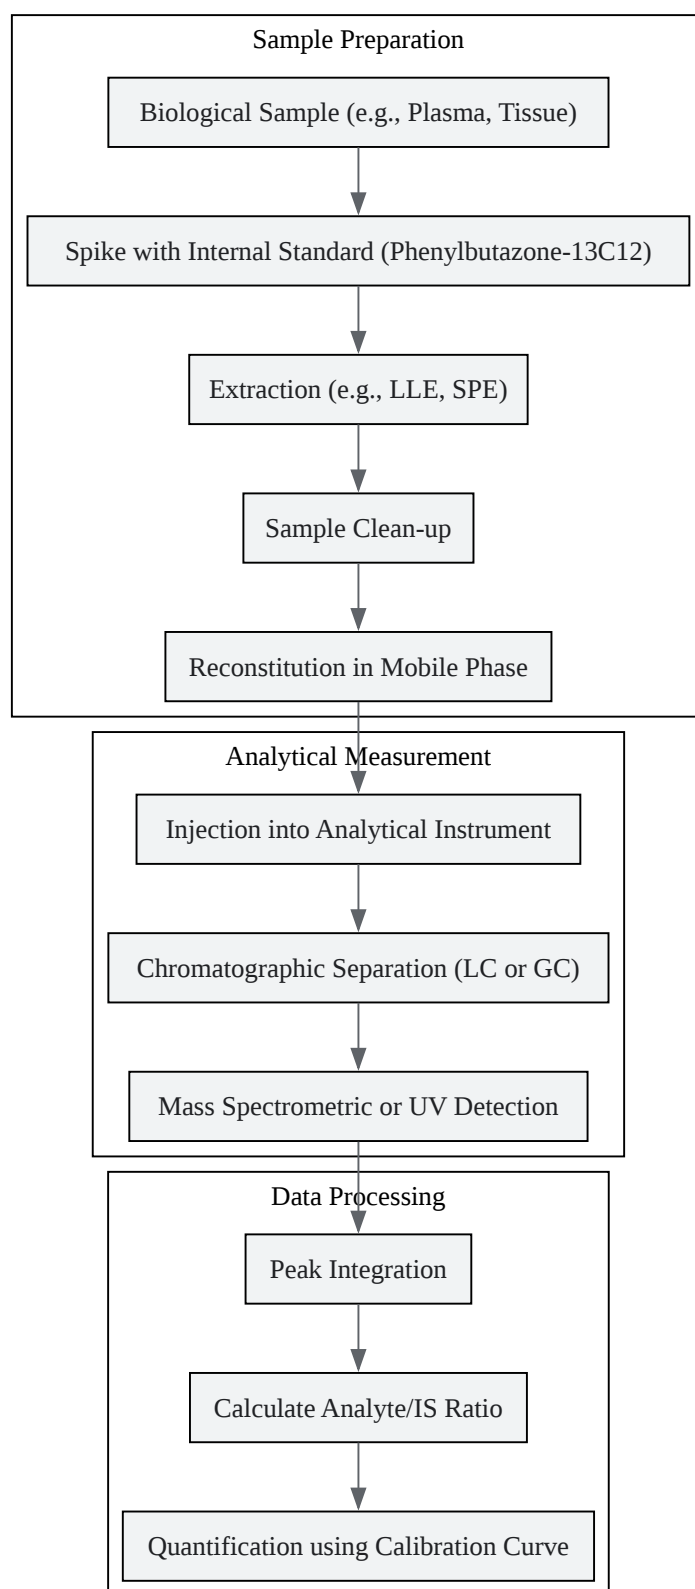 Sample Preparation
Biological Sample (e.g., Plasma, Tissue)
Spike with Internal Standard (Phenylbutazone-13C12)
Extraction (e.g., LLE, SPE)
Sample Clean-up
Reconstitution in Mobile Phase
Analytical Measurement
Injection into Analytical Instrument
Chromatographic Separation (LC or GC)
Mass Spectrometric or UV Detection
Data Processing
Peak Integration
Calculate Analyte/IS Ratio
Quantification using Calibration Curve